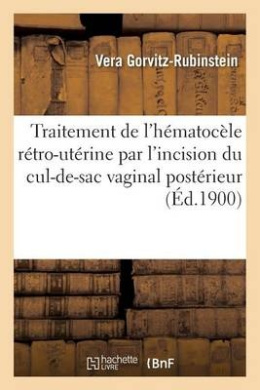 Vera Gorvitz-Rubinstein
Traitement de l'hématocèle
rétro-utérine par l'incision du
cul-de-sac vaginal postérieur
(Éd.1900)
hachette
LIVRE
{BnF